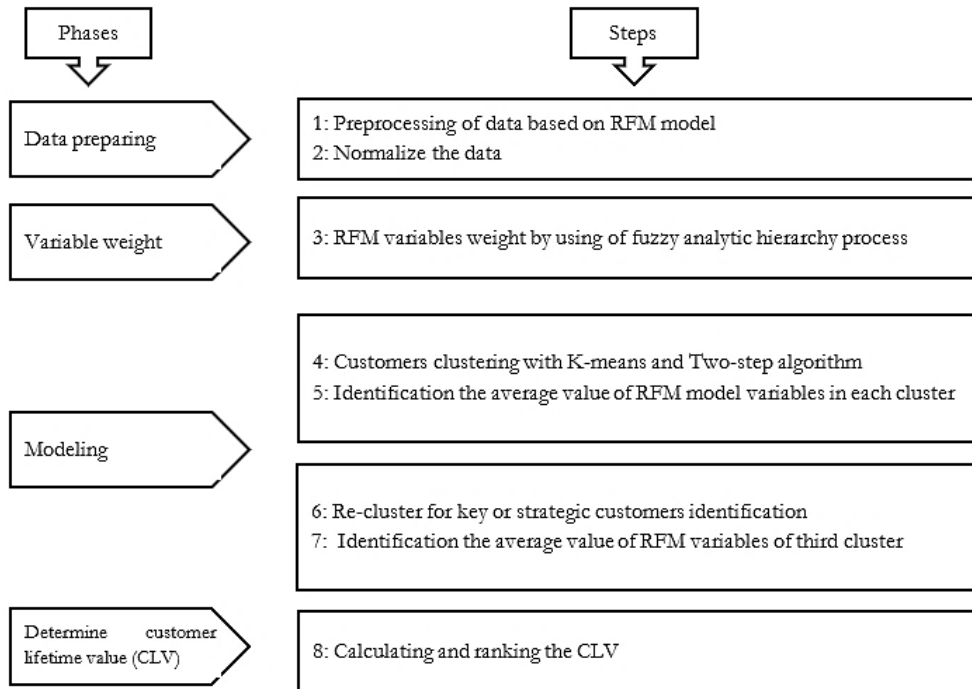 Phases
Steps
Data preparing
1: Preprocessing of data based on RFM model
2: Normalize the data
Variable weight
3: RFM variables weight by using of fuzzy analytic hierarchy process
Modeling
4: Customers clustering with K-means and Two-step algorithm
5: Identification the average value of RFM model variables in each cluster
6: Re-cluster for key or strategic customers identification
7: Identification the average value of RFM variables of third cluster
Determine customer
lifetime value (CLV)
8: Calculating and ranking the CLV